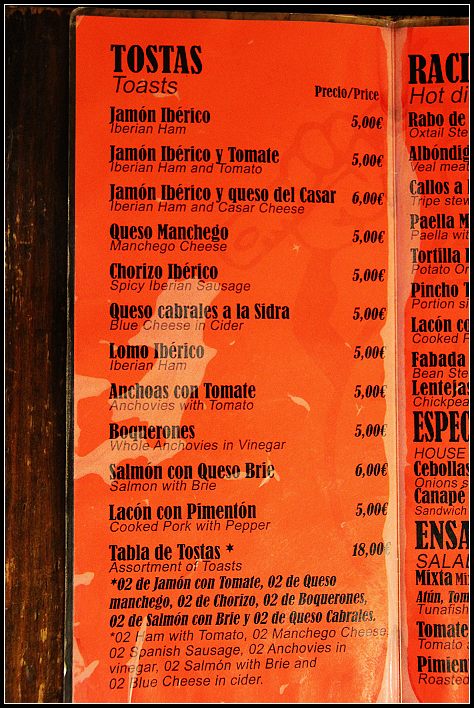 TOSTAS
Toasts
Precio/Price
Jamón Ibérico 5,00€
Iberian Ham
Jamón Ibérico y Tomate 5,00€
Iberian Ham and Tomato
Jamón Ibérico y queso del Casar 6,00€
Iberian Ham and Casar Cheese
Queso Manchego 5,00€
Manchego Cheese
Chorizo Ibérico 5,00€
Spicy Iberian Sausage
Queso cabrales a la Sidra 5,00€
Blue Cheese in Cider
Lomo Ibérico 5,00€
Iberian Ham
Anchoas con Tomate 5,00€
Anchovies with Tomato
Boquerones 5,00€
Whole Anchovies in Vinegar
Salmón con Queso Brie 6,00€
Salmon with Brie
Lacón con Pimentón 5,00€
Cooked Pork with Pepper
Tabla de Tostas * 18,00€
Assortment of Toasts
*02 de Jamón con Tomate, 02 de Queso
manchego, 02 de Chorizo, 02 de Boquerones,
02 de Salmón con Brie y 02 de Queso Cabrales.
*02 Ham with Tomato, 02 Manchego Cheese,
02 Spanish Sausage, 02 Anchovies in
vinegar, 02 Salmón with Brie and
02 Blue Cheese in cider.
RACI
Hot di
Rabo de
Oxtail Ste
Albóndig
Veal meat
Callos a
Tripe stew
Paella M
Paella wit
Tortilla
Potato Om
Pincho T
Portion s
Lacón co
Cooked P
Fabada
Bean Ste
Lentejas
Chickpea
ESPEC
HOUSE
Cebollas
Onions s
Canapé
Sandwich
ENSA
SALAD
Mixta Mi
Atún, Tom
Tunafish
Tomate
Tomato
Pimien
Roasted